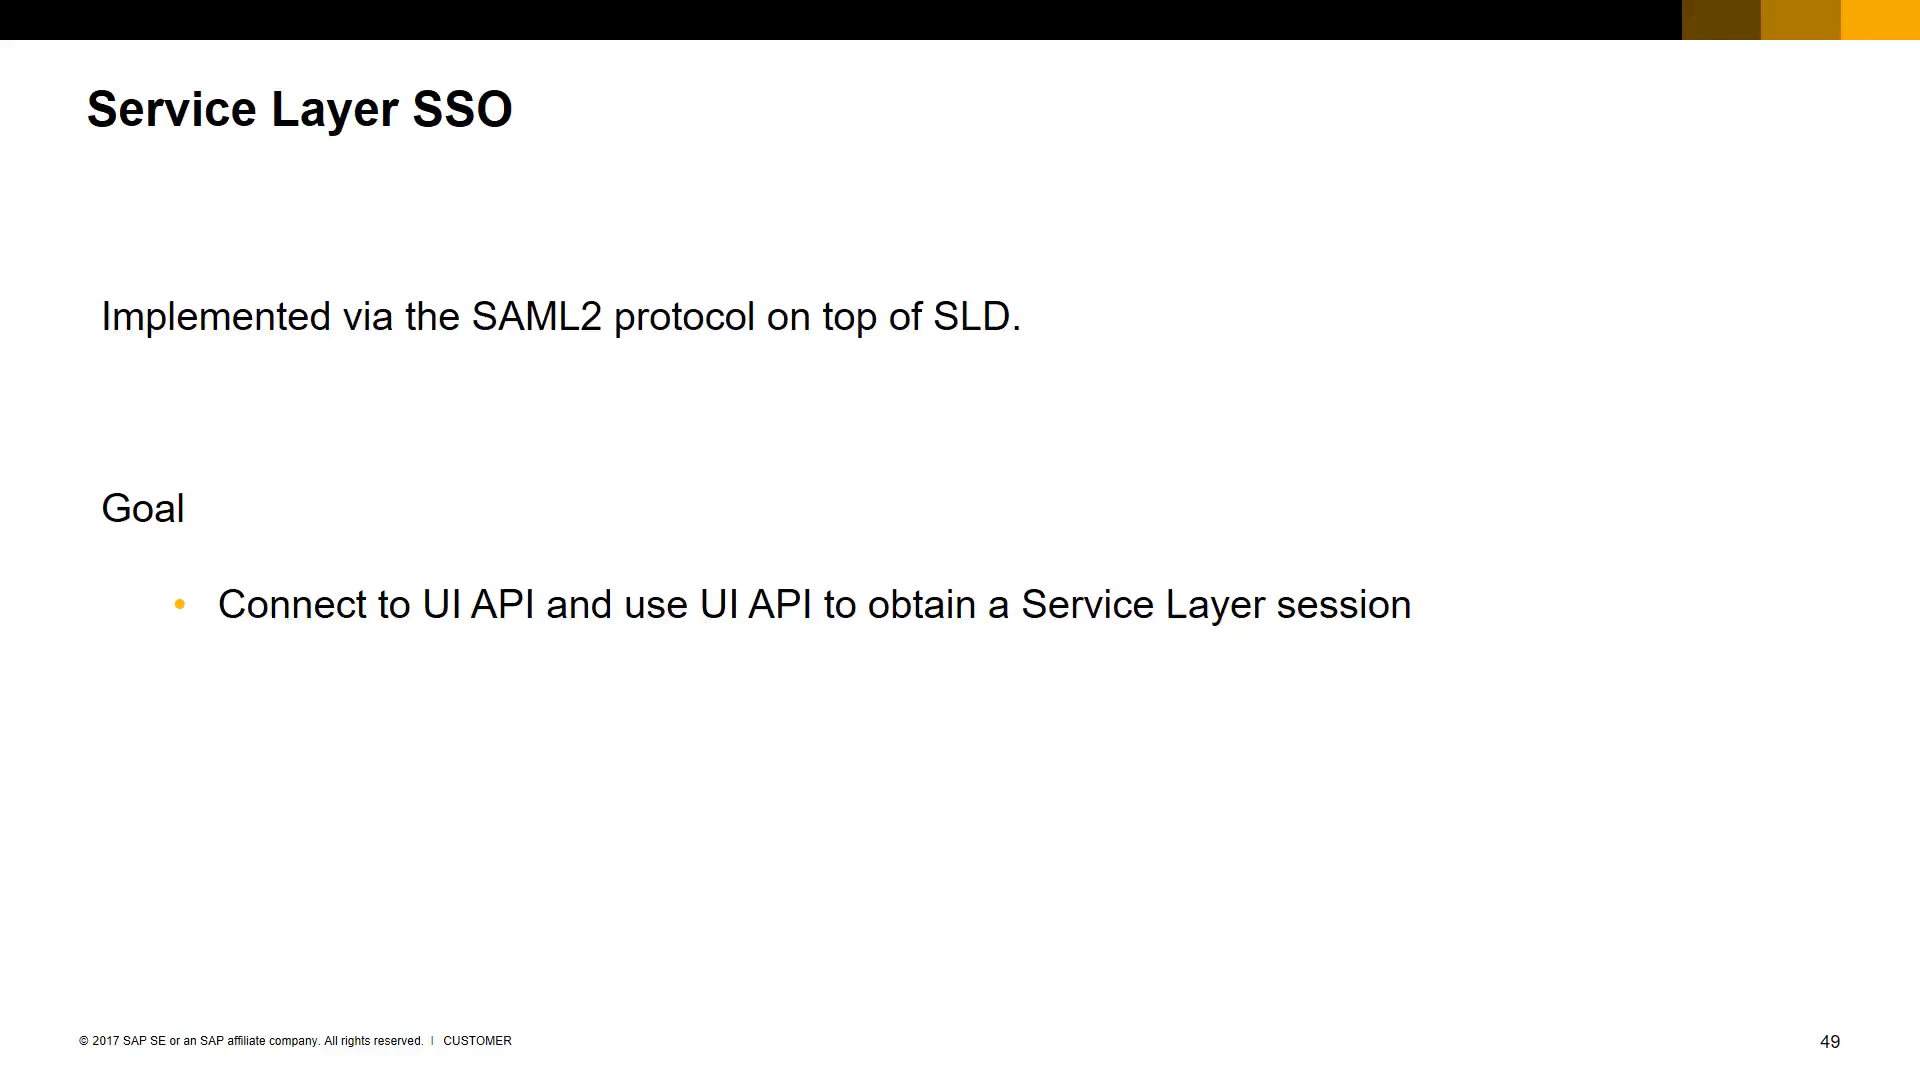 Service Layer SSO
Implemented via the SAML2 protocol on top of SLD.
Goal
• Connect to UI API and use UI API to obtain a Service Layer session
© 2017 SAP SE or an SAP affiliate company. All rights reserved. | CUSTOMER
49